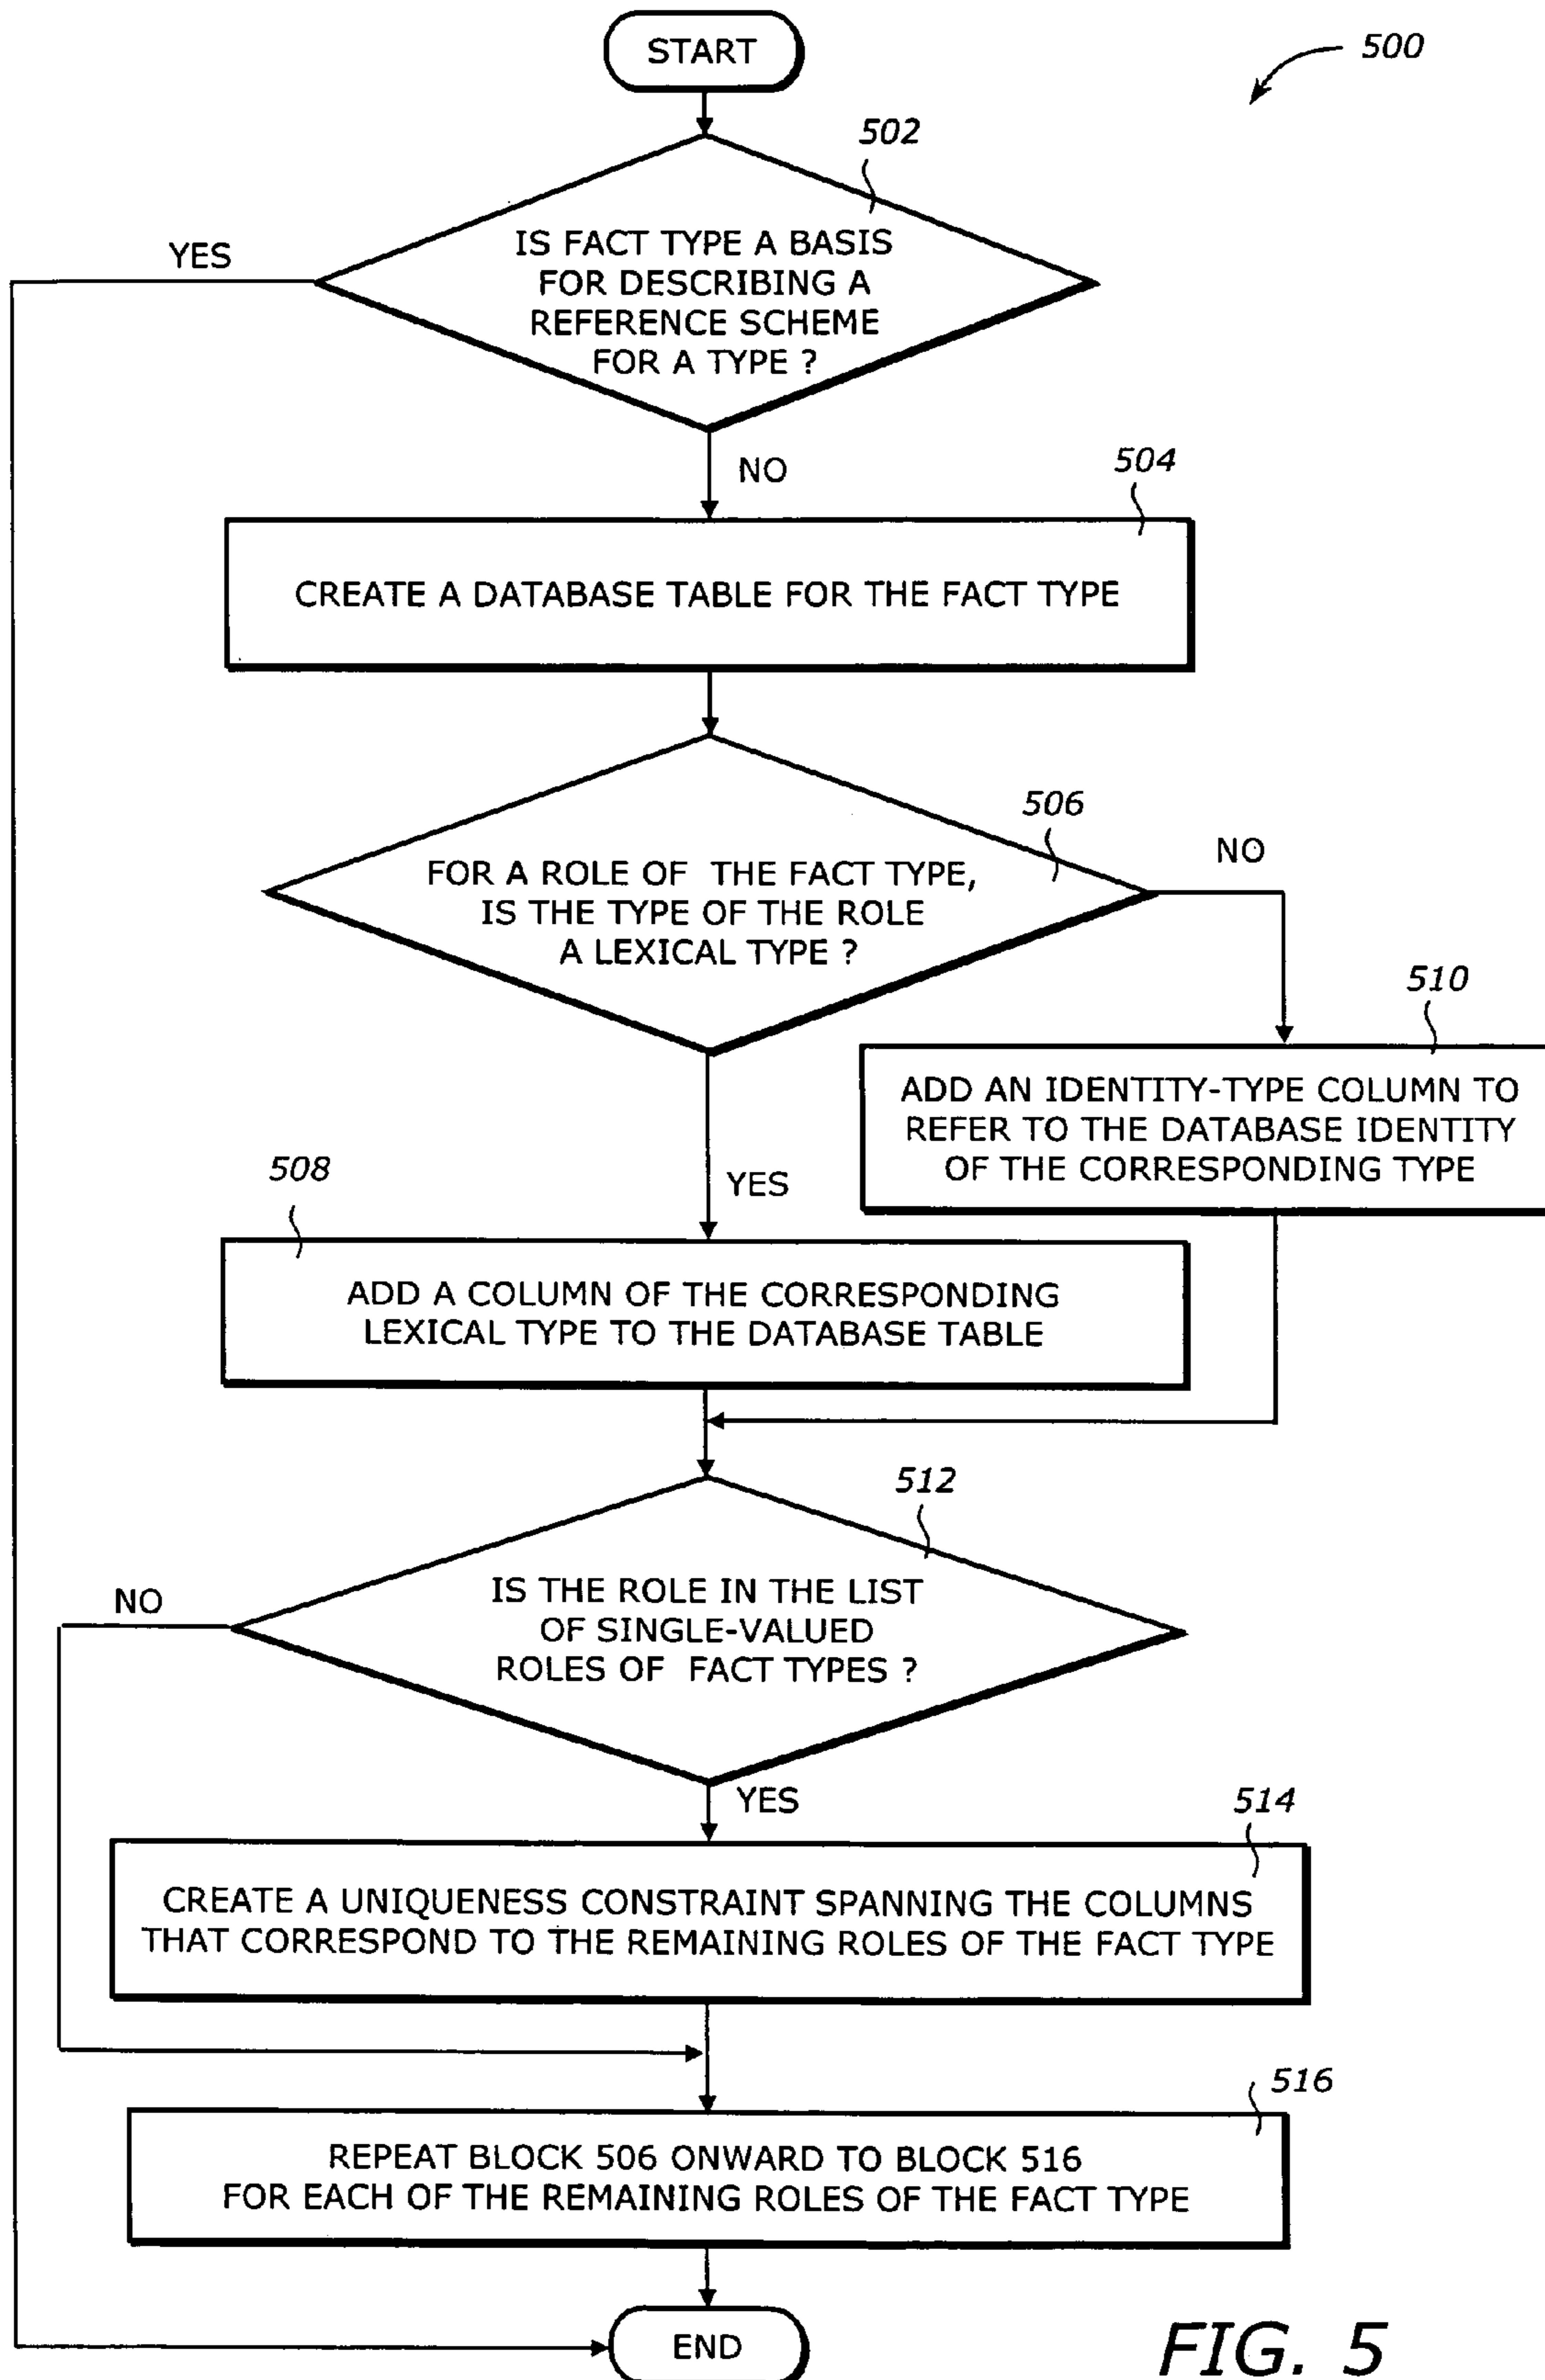 START
500
502
YES
IS FACT TYPE A BASIS
FOR DESCRIBING A
REFERENCE SCHEME
FOR A TYPE ?
NO
504
CREATE A DATABASE TABLE FOR THE FACT TYPE
506
NO
FOR A ROLE OF THE FACT TYPE,
IS THE TYPE OF THE ROLE
A LEXICAL TYPE ?
510
ADD AN IDENTITY-TYPE COLUMN TO
REFER TO THE DATABASE IDENTITY
OF THE CORRESPONDING TYPE
508
YES
ADD A COLUMN OF THE CORRESPONDING
LEXICAL TYPE TO THE DATABASE TABLE
512
NO
IS THE ROLE IN THE LIST
OF SINGLE-VALUED
ROLES OF FACT TYPES ?
YES
514
CREATE A UNIQUENESS CONSTRAINT SPANNING THE COLUMNS
THAT CORRESPOND TO THE REMAINING ROLES OF THE FACT TYPE
516
REPEAT BLOCK 506 ONWARD TO BLOCK 516
FOR EACH OF THE REMAINING ROLES OF THE FACT TYPE
END
FIG. 5